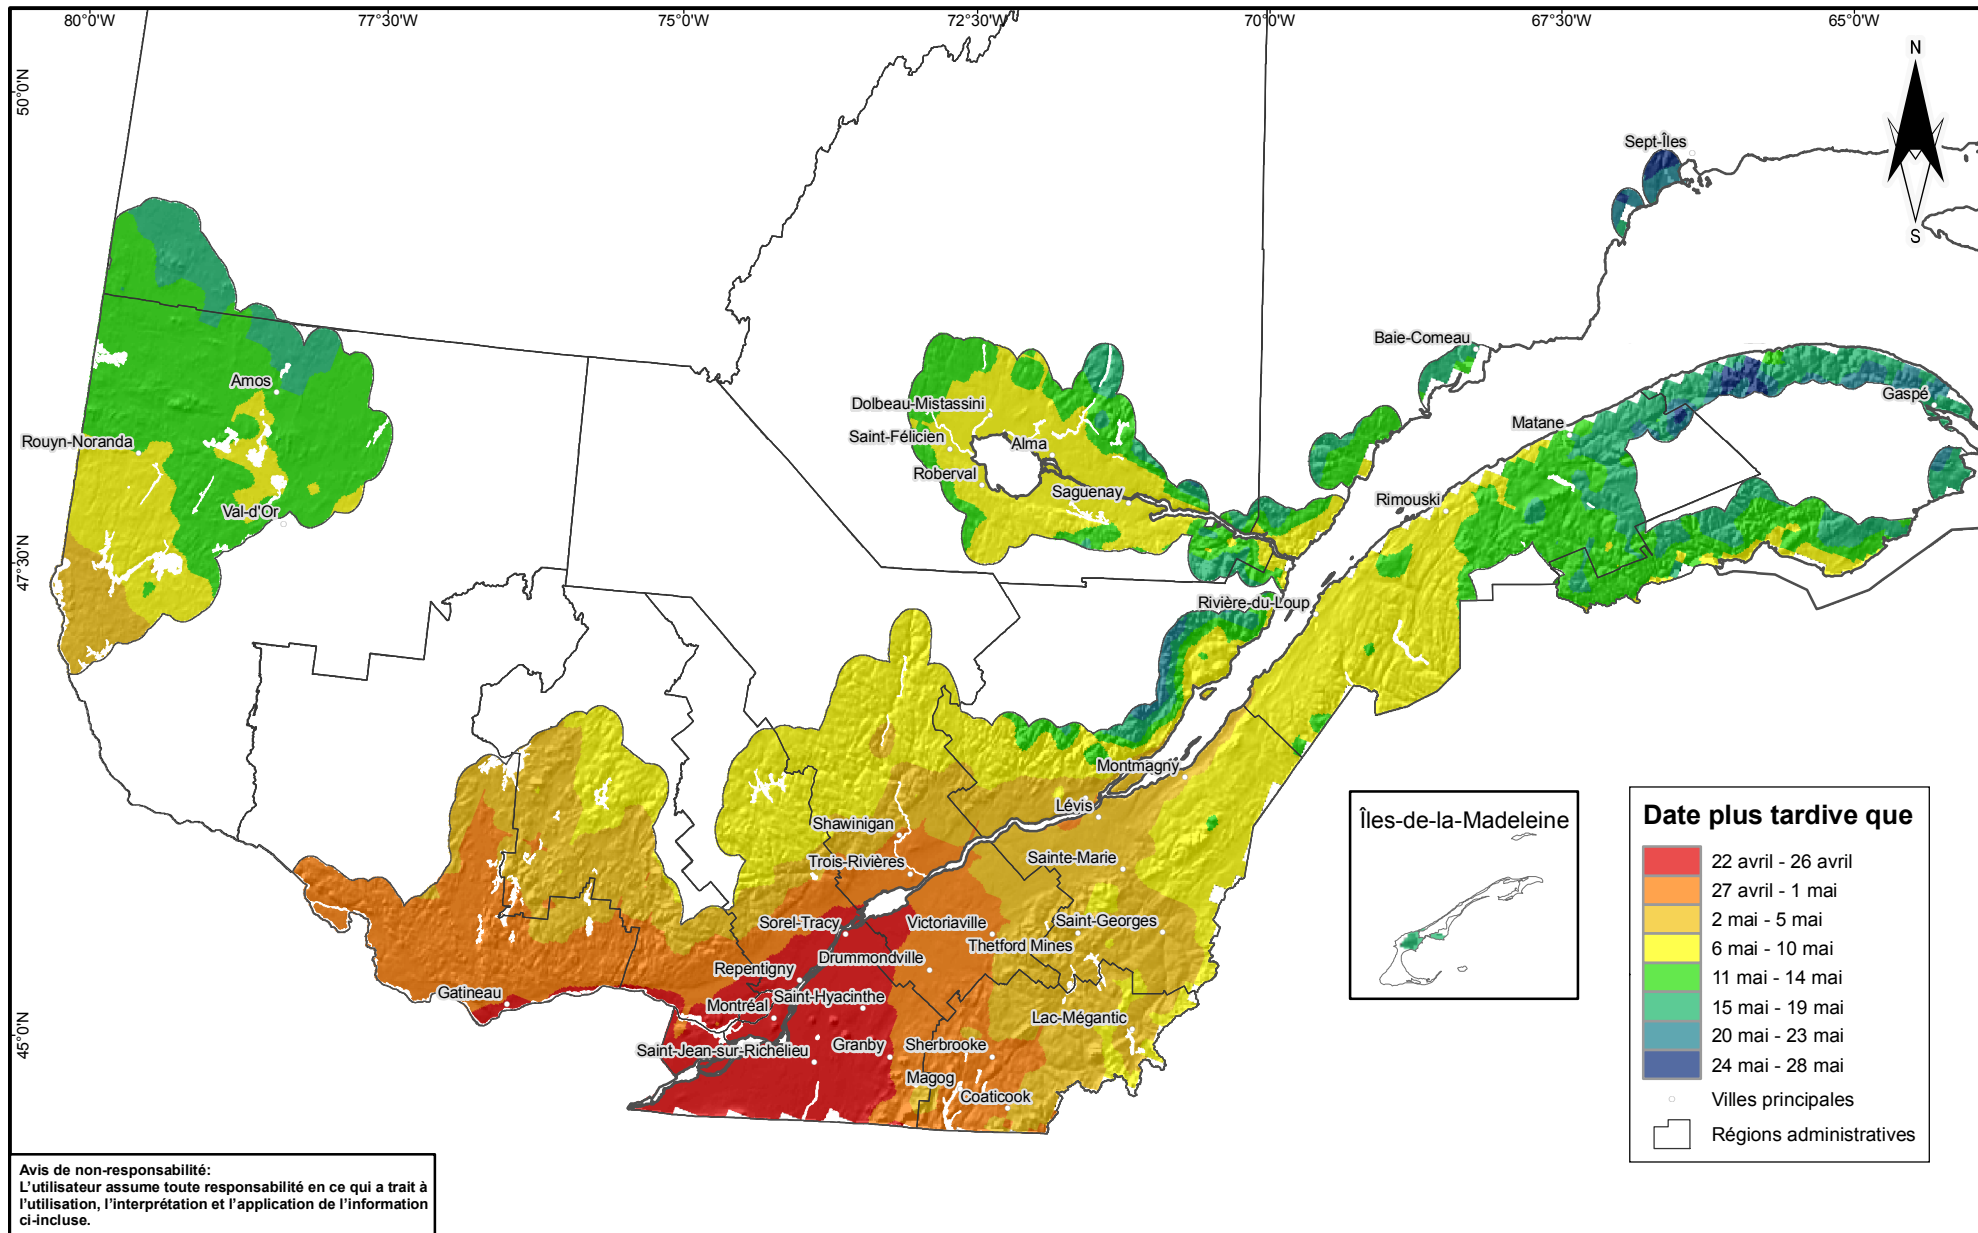 80°0'W
77°30'W
75°0'W
72°30'W
70°0'W
67°30'W
65°0'W
50°0'N
47°30'N
45°0'N
N
S
Sept-Îles
Baie-Comeau
Gaspé
Matane
Rimouski
Amos
Rouyn-Noranda
Val-d'Or
Dolbeau-Mistassini
Saint-Félicien
Alma
Roberval
Saguenay
Rivière-du-Loup
Montmagny
Lévis
Shawinigan
Trois-Rivières
Sainte-Marie
Sorel-Tracy
Victoriaville
Saint-Georges
Thetford Mines
Drummondville
Repentigny
Gatineau
Montréal
Saint-Hyacinthe
Lac-Mégantic
Saint-Jean-sur-Richelieu
Granby
Sherbrooke
Magog
Coaticook
Îles-de-la-Madeleine
Date plus tardive que
22 avril - 26 avril
27 avril - 1 mai
2 mai - 5 mai
6 mai - 10 mai
11 mai - 14 mai
15 mai - 19 mai
20 mai - 23 mai
24 mai - 28 mai
Villes principales
Régions administratives
Avis de non-responsabilité:
L'utilisateur assume toute responsabilité en ce qui a trait à
l'utilisation, l'interprétation et l'application de l'information
ci-incluse.